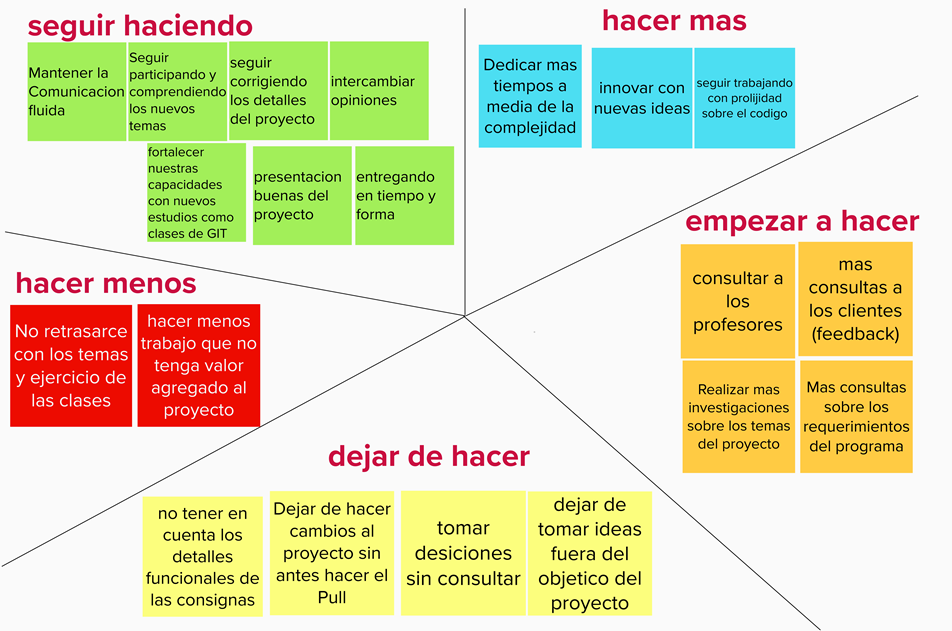 seguir haciendo
Mantener la
Comunicacion
fluida
Seguir
participando y
comprendiendo
los nuevos
temas
seguir
corrigiendo
los detalles
del proyecto
intercambiar
opiniones
fortalecer
nuestras
capacidades
con nuevos
estudios como
clases de GIT
presentacion
buenas del
proyecto
entregando
en tiempo y
forma
hacer mas
Dedicar mas
tiempos a
media de la
complejidad
innovar con
nuevas ideas
seguir trabajando
con prolijidad
sobre el codigo
empezar a hacer
consultar a
los
profesores
mas
consultas a
los clientes
(feedback)
Realizar mas
investigaciones
sobre los temas
del proyecto
Mas consultas
sobre los
requerimientos
del programa
hacer menos
No retrasarce
con los temas
y ejercicio de
las clases
hacer menos
trabajo que no
tenga valor
agregado al
proyecto
dejar de hacer
no tener en
cuenta los
detalles
funcionales de
las consignas
Dejar de hacer
cambios al
proyecto sin
antes hacer el
Pull
tomar
desiciones
sin consultar
dejar de
tomar ideas
fuera del
objetico del
proyecto